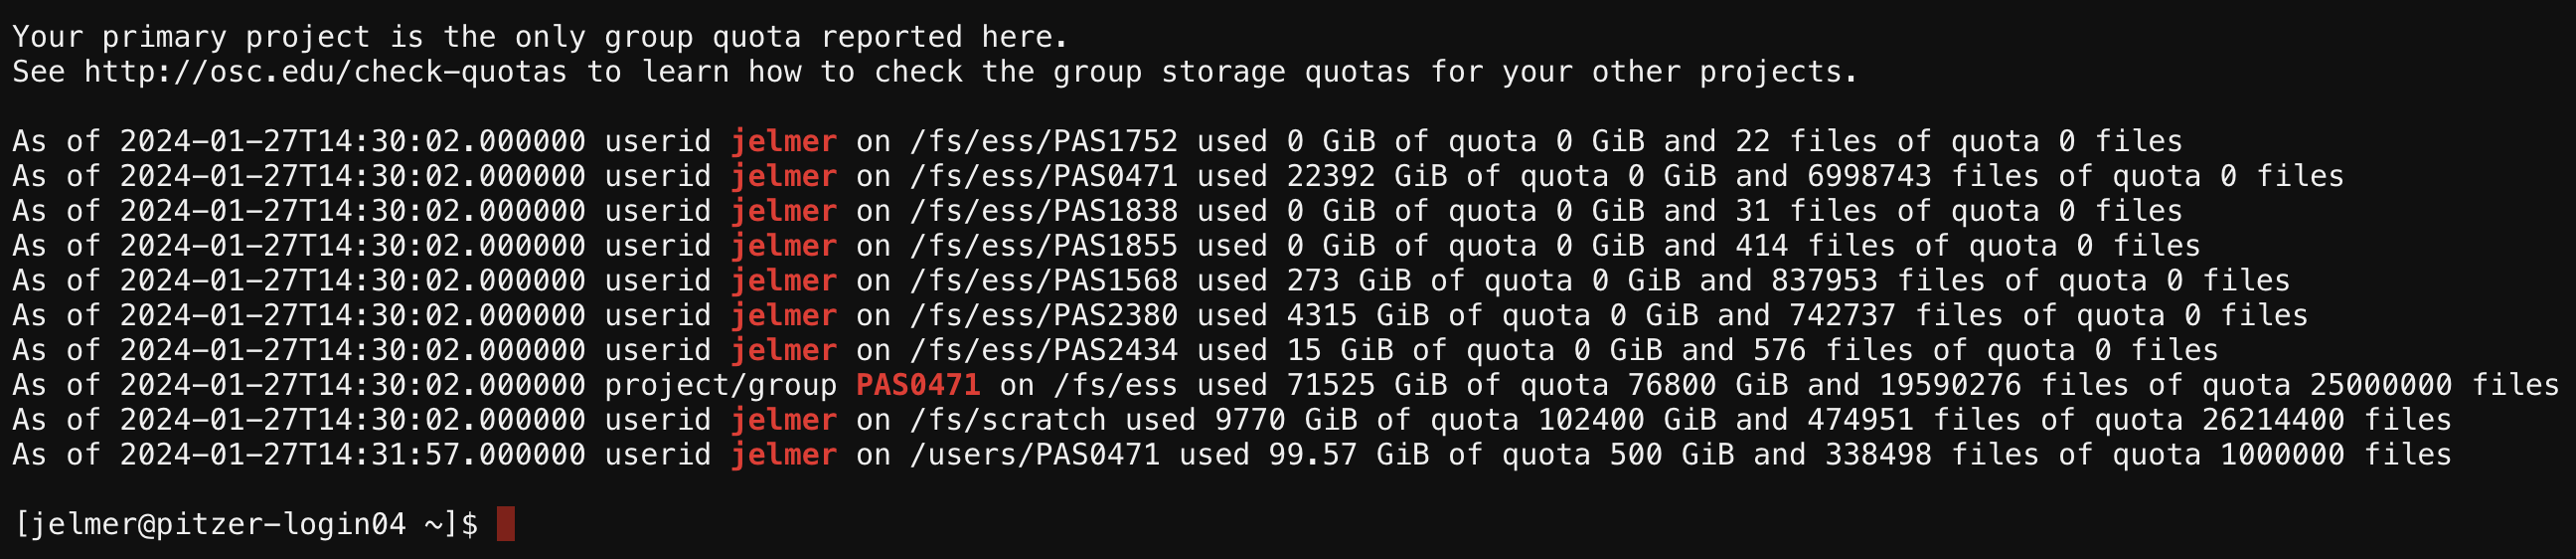 Your primary project is the only group quota reported here.
See http://osc.edu/check-quotas to learn how to check the group storage quotas for your other projects.
As of 2024-01-27T14:30:02.000000 userid jelmer on /fs/ess/PAS1752 used 0 GiB of quota 0 GiB and 22 files of quota 0 files
As of 2024-01-27T14:30:02.000000 userid jelmer on /fs/ess/PAS0471 used 22392 GiB of quota 0 GiB and 6998743 files of quota 0 files
As of 2024-01-27T14:30:02.000000 userid jelmer on /fs/ess/PAS1838 used 0 GiB of quota 0 GiB and 31 files of quota 0 files
As of 2024-01-27T14:30:02.000000 userid jelmer on /fs/ess/PAS1855 used 0 GiB of quota 0 GiB and 414 files of quota 0 files
As of 2024-01-27T14:30:02.000000 userid jelmer on /fs/ess/PAS1568 used 273 GiB of quota 0 GiB and 837953 files of quota 0 files
As of 2024-01-27T14:30:02.000000 userid jelmer on /fs/ess/PAS2380 used 4315 GiB of quota 0 GiB and 742737 files of quota 0 files
As of 2024-01-27T14:30:02.000000 userid jelmer on /fs/ess/PAS2434 used 15 GiB of quota 0 GiB and 576 files of quota 0 files
As of 2024-01-27T14:30:02.000000 project/group PAS0471 on /fs/ess used 71525 GiB of quota 76800 GiB and 19590276 files of quota 25000000 files
As of 2024-01-27T14:30:02.000000 userid jelmer on /fs/scratch used 9770 GiB of quota 102400 GiB and 474951 files of quota 26214400 files
As of 2024-01-27T14:31:57.000000 userid jelmer on /users/PAS0471 used 99.57 GiB of quota 500 GiB and 338498 files of quota 1000000 files
[jelmer@pitzer-login04 ~]$